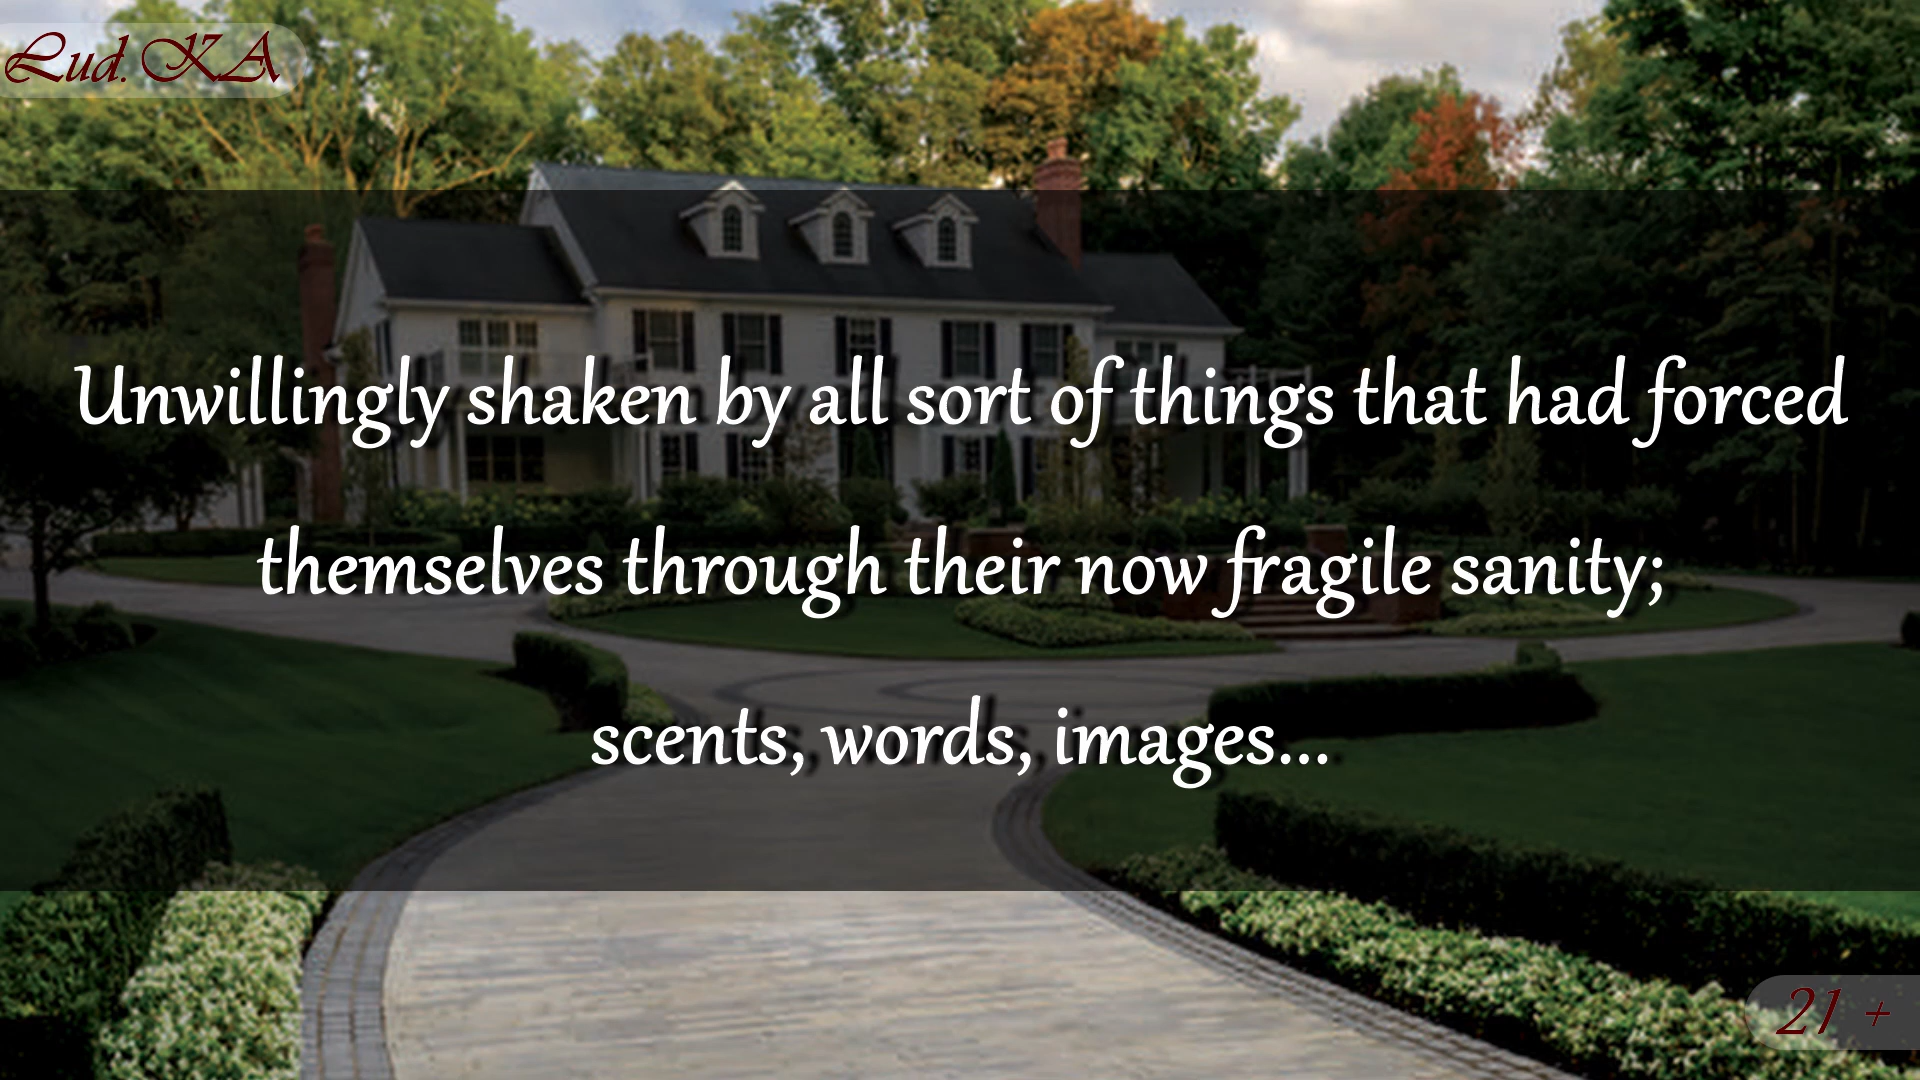 Lud. KA
Unwillingly shaken by all sort of things that had forced
themselves through their now fragile sanity;
scents, words, images...
21 +